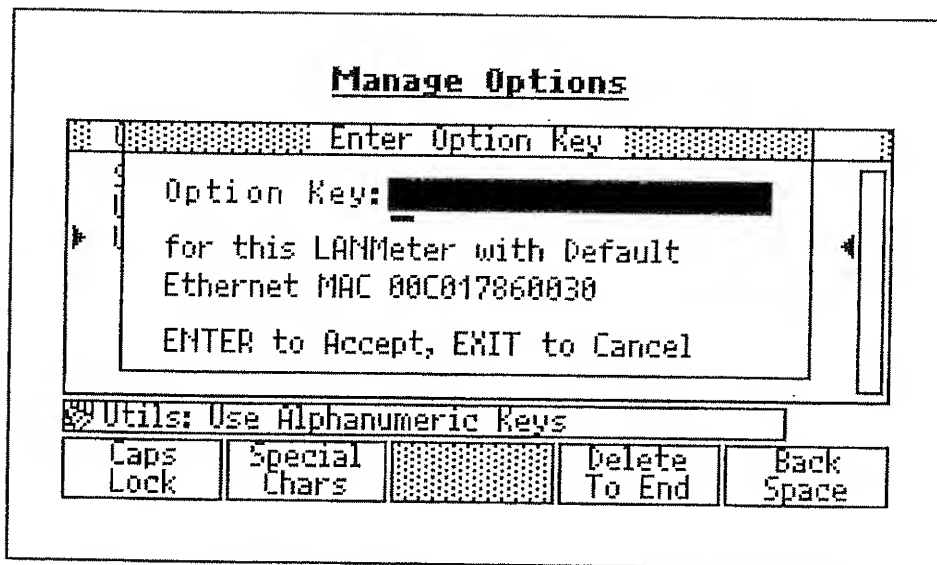 Manage Options
Enter Option Key
Option Key:
for this LANMeter with Default
Ethernet MAC 00C017860030
ENTER to Accept, EXIT to Cancel
Utils: Use Alphanumeric Keys
Caps Lock
Special Chars
Delete To End
Back Space